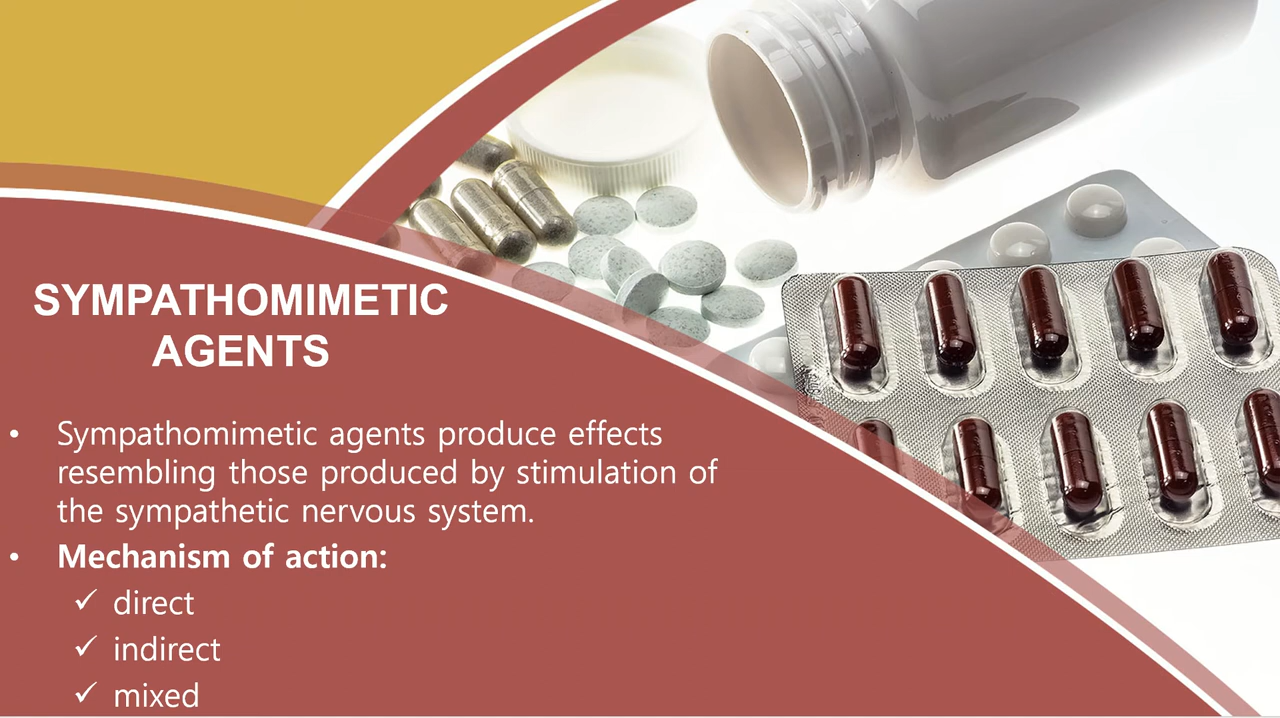 SYMPATHOMIMETIC
AGENTS
• Sympathomimetic agents produce effects
resembling those produced by stimulation of
the sympathetic nervous system.
• Mechanism of action:
✓ direct
✓ indirect
✓ mixed